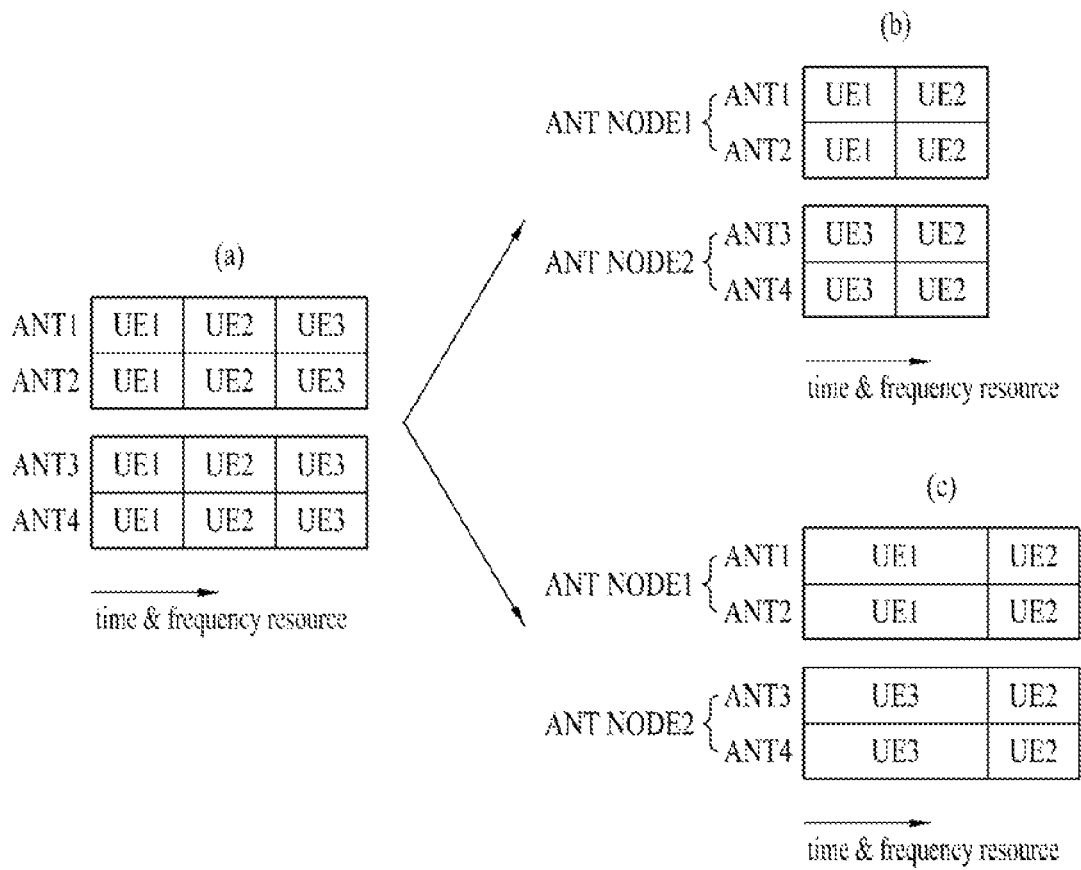 (a)
ANT1 UE1 UE2 UE3
ANT2 UE1 UE2 UE3
ANT3 UE1 UE2 UE3
ANT4 UE1 UE2 UE3
time & frequency resource
(b)
ANT NODE1
ANT1 UE1 UE2
ANT2 UE1 UE2
ANT NODE2
ANT3 UE3 UE2
ANT4 UE3 UE2
time & frequency resource
(c)
ANT NODE1
ANT1 UE1 UE2
ANT2 UE1 UE2
ANT NODE2
ANT3 UE3 UE2
ANT4 UE3 UE2
time & frequency resource